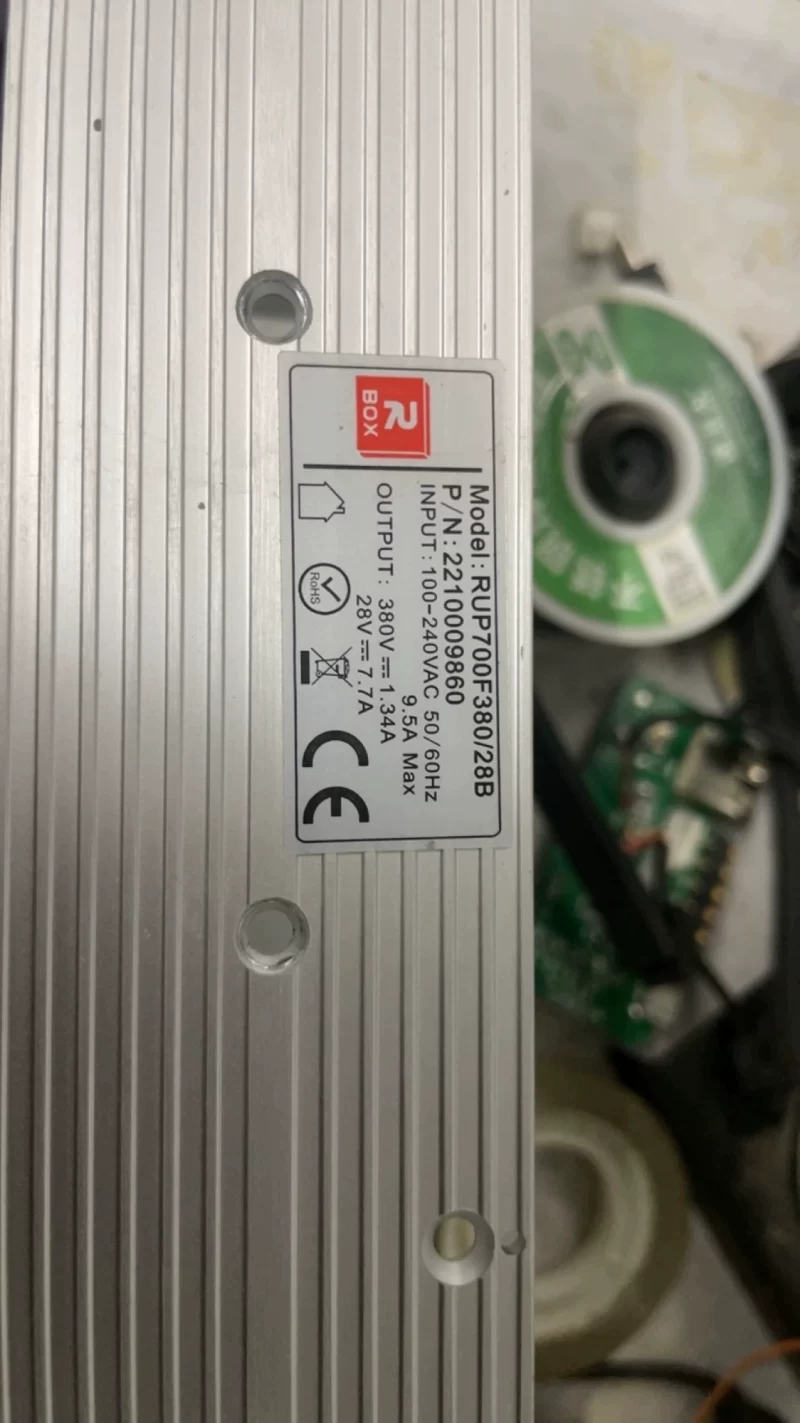 R
BOX
Model: RUP700F380/28B
P/N: 2210009860
INPUT: 100-240VAC 50/60Hz
9.5A Max
OUTPUT: 380V⎓1.34A
28V⎓7.7A
RoHS
CE